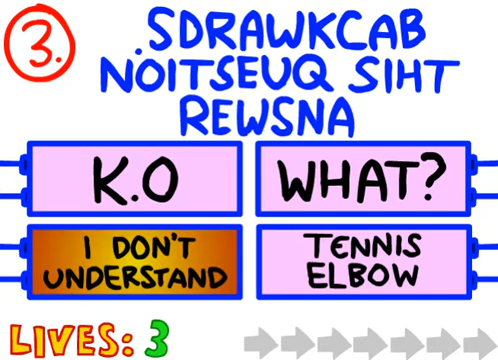 3.
.SDRAWKCAB
NOITSEUQ SIHT
REWSNA
K.O
WHAT?
I DON'T
UNDERSTAND
TENNIS
ELBOW
LIVES: 3